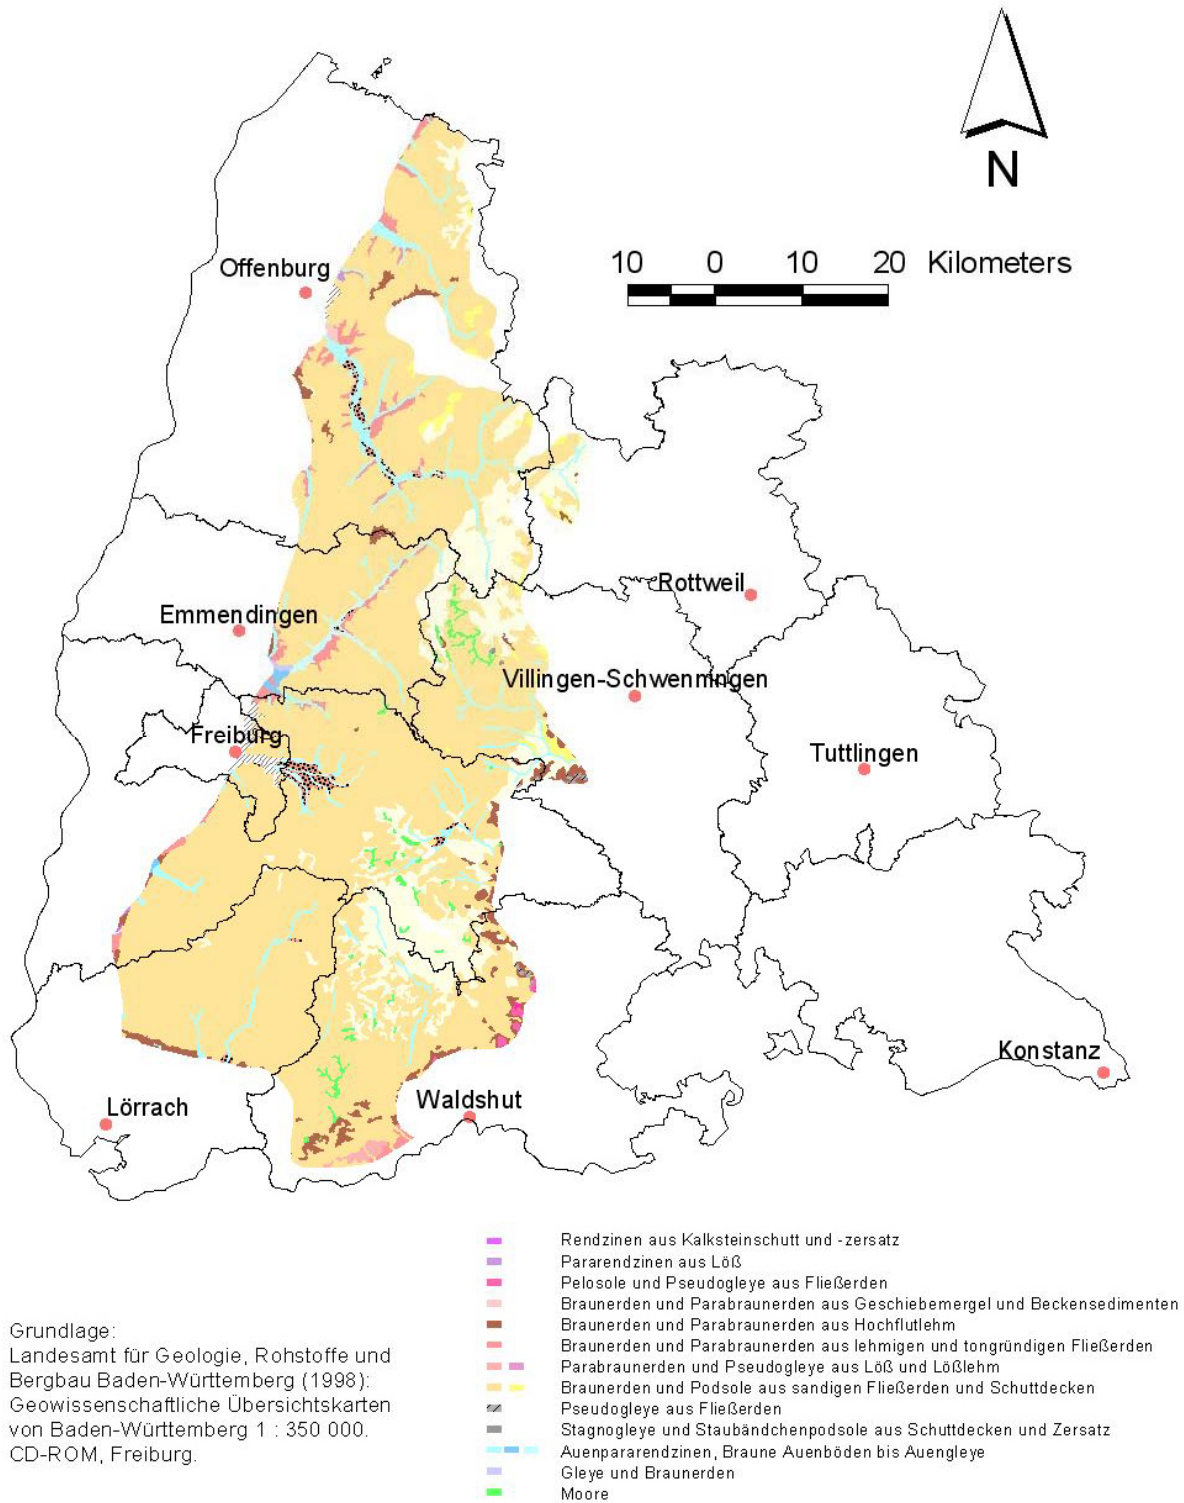 N
10 0 10 20 Kilometers
Offenburg
Rottweil
Emmendingen
Villingen-Schwenningen
Freiburg
Tuttlingen
Konstanz
Waldshut
Lörrach
Rendzinen aus Kalksteinschutt und -zersatz
Pararendzinen aus Löß
Pelosole und Pseudogleye aus Fließerden
Braunerden und Parabraunerden aus Geschiebemergel und Beckensedimenten
Braunerden und Parabraunerden aus Hochflutlehm
Braunerden und Parabraunerden aus lehmigen und tongründigen Fließerden
Parabraunerden und Pseudogleye aus Löß und Lößlehm
Braunerden und Podsole aus sandigen Fließerden und Schuttdecken
Pseudogleye aus Fließerden
Stagnogleye und Staubändchenpodsole aus Schuttdecken und Zersatz
Auenpararendzinen, Braune Auenböden bis Auengleye
Gleye und Braunerden
Moore
Grundlage:
Landesamt für Geologie, Rohstoffe und
Bergbau Baden-Württemberg (1998):
Geowissenschaftliche Übersichtskarten
von Baden-Württemberg 1 : 350 000.
CD-ROM, Freiburg.